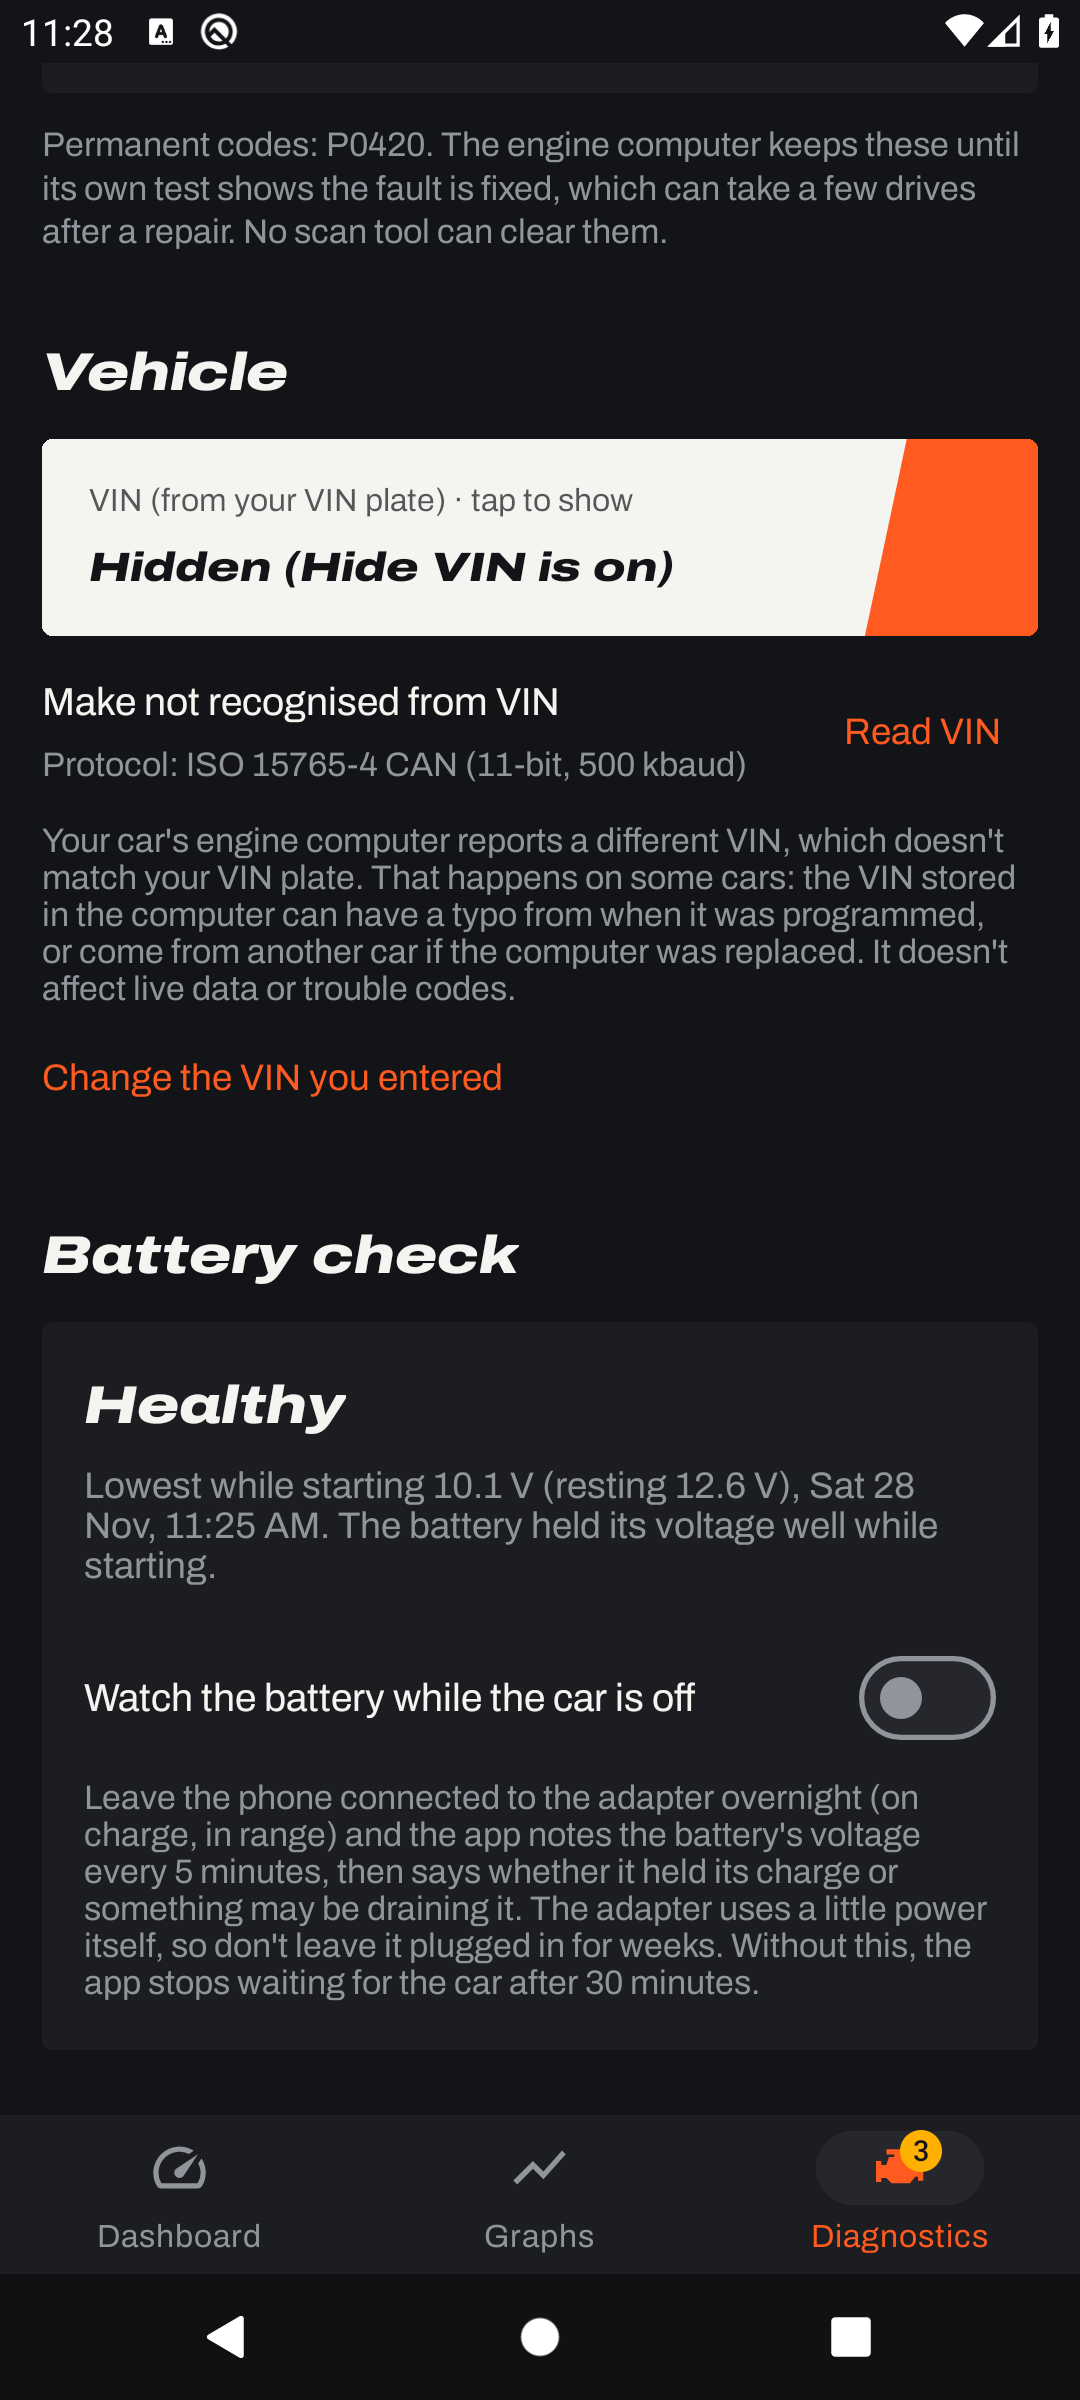 11:28
Permanent codes: P0420. The engine computer keeps these until
its own test shows the fault is fixed, which can take a few drives
after a repair. No scan tool can clear them.
Vehicle
VIN (from your VIN plate) · tap to show
Hidden (Hide VIN is on)
Make not recognised from VIN
Read VIN
Protocol: ISO 15765-4 CAN (11-bit, 500 kbaud)
Your car's engine computer reports a different VIN, which doesn't
match your VIN plate. That happens on some cars: the VIN stored
in the computer can have a typo from when it was programmed,
or come from another car if the computer was replaced. It doesn't
affect live data or trouble codes.
Change the VIN you entered
Battery check
Healthy
Lowest while starting 10.1 V (resting 12.6 V), Sat 28
Nov, 11:25 AM. The battery held its voltage well while
starting.
Watch the battery while the car is off
Leave the phone connected to the adapter overnight (on
charge, in range) and the app notes the battery's voltage
every 5 minutes, then says whether it held its charge or
something may be draining it. The adapter uses a little power
itself, so don't leave it plugged in for weeks. Without this, the
app stops waiting for the car after 30 minutes.
3
Dashboard
Graphs
Diagnostics